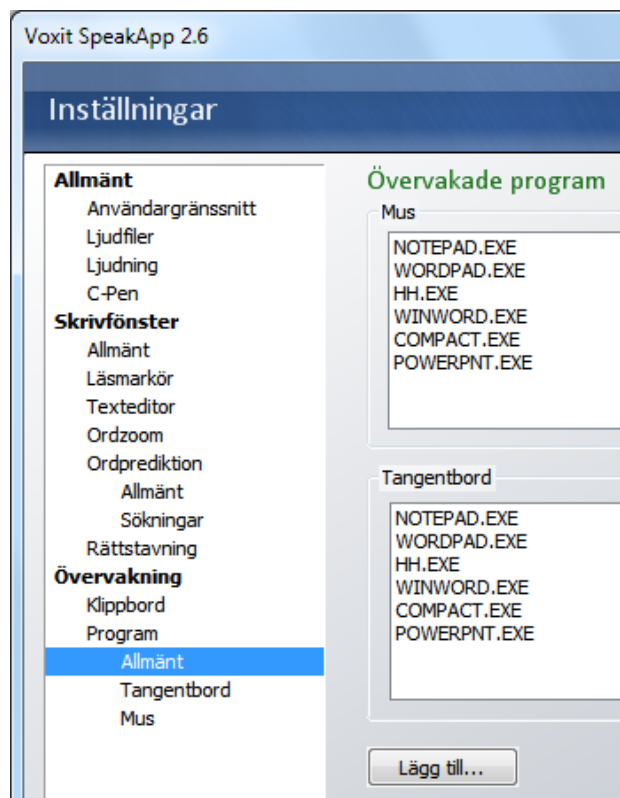 Voxit SpeakApp 2.6
Inställningar
Allmänt
Användargränssnitt
Ljudfiler
Ljudning
C-Pen
Skrivfönster
Allmänt
Läsmarkör
Texteditor
Ordzoom
Ordprediktion
Allmänt
Sökningar
Rättstavning
Övervakning
Klippbord
Program
Allmänt
Tangentbord
Mus
Övervakade program
Mus
NOTEPAD.EXE
WORDPAD.EXE
HH.EXE
WINWORD.EXE
COMPACT.EXE
POWERPNT.EXE
Tangentbord
NOTEPAD.EXE
WORDPAD.EXE
HH.EXE
WINWORD.EXE
COMPACT.EXE
POWERPNT.EXE
Lägg till...